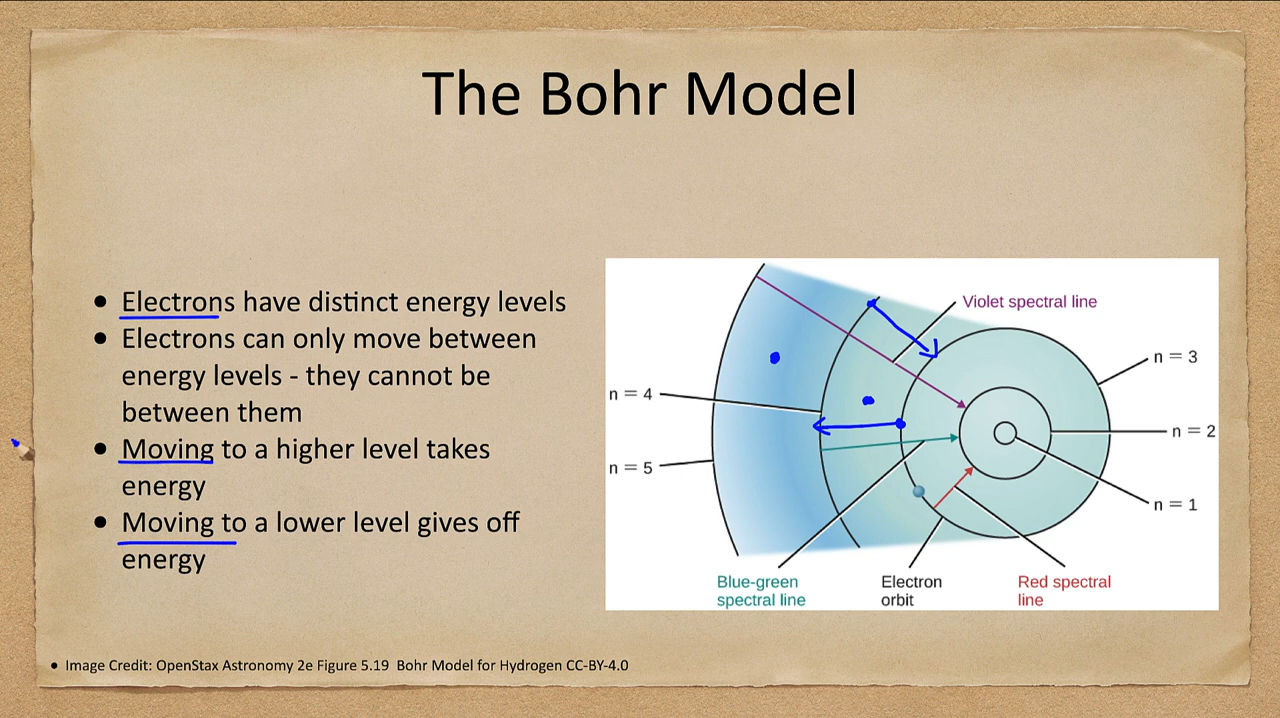 The Bohr Model
• Electrons have distinct energy levels
• Electrons can only move between
energy levels - they cannot be
between them
• Moving to a higher level takes
energy
• Moving to a lower level gives off
energy
Violet spectral line
n = 3
n = 4
n = 2
n = 5
n = 1
Blue-green
spectral line
Electron
orbit
Red spectral
line
• Image Credit: OpenStax Astronomy 2e Figure 5.19 Bohr Model for Hydrogen CC-BY-4.0